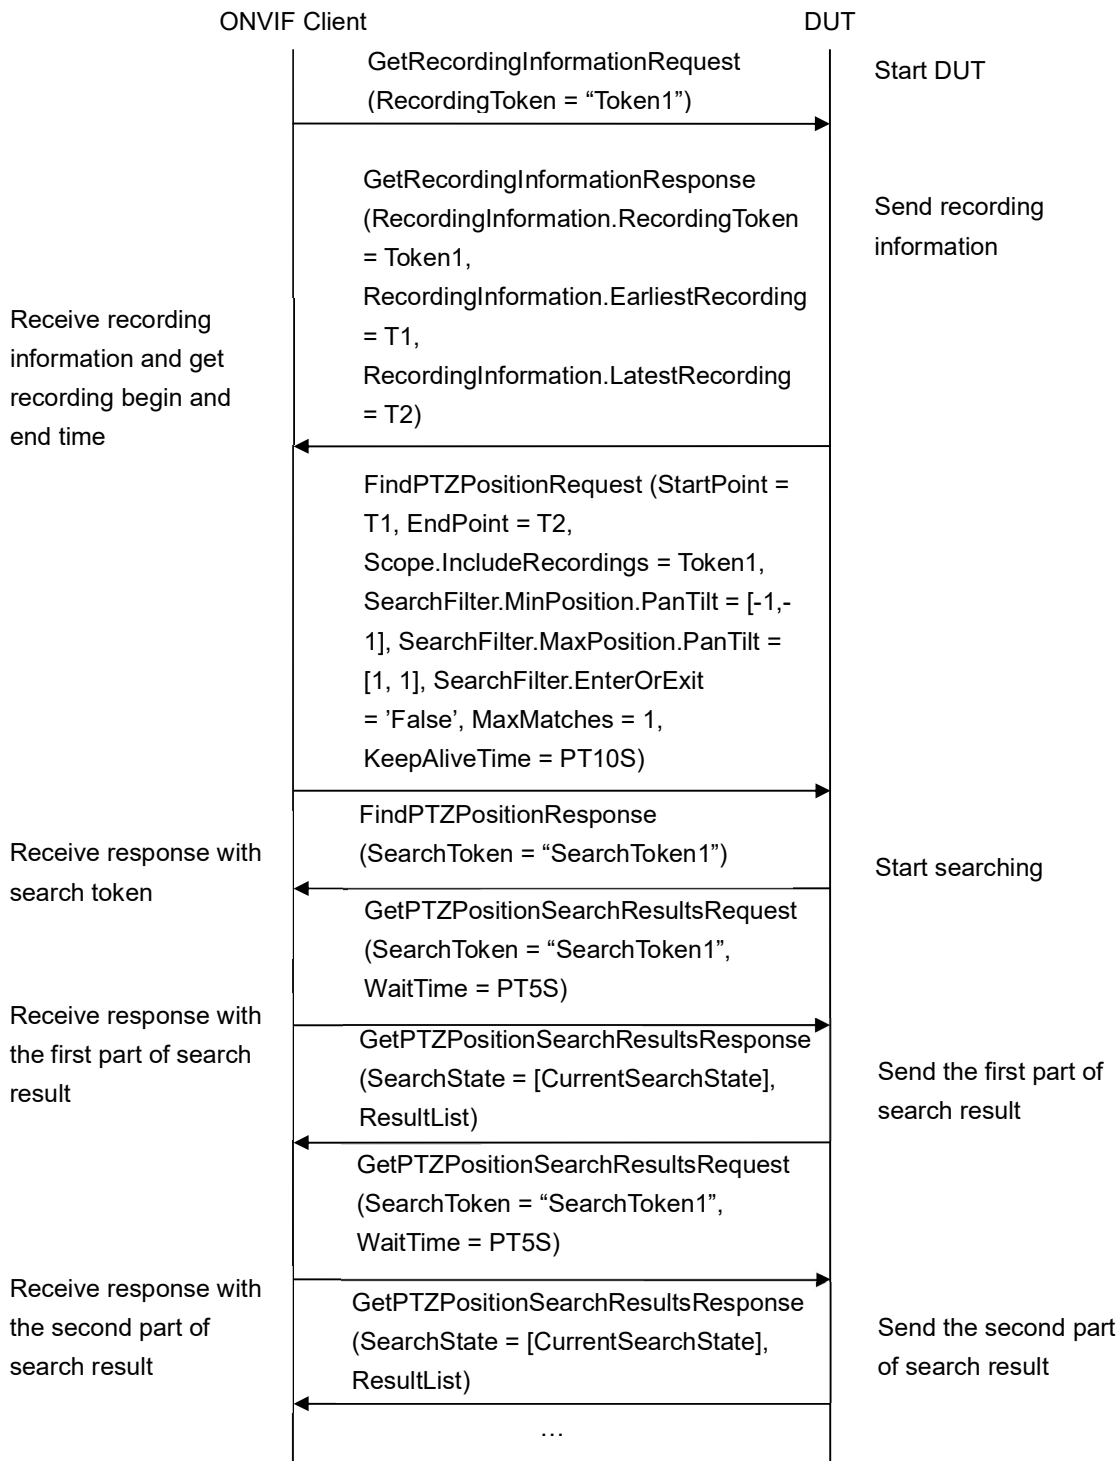 ONVIF Client
DUT
GetRecordingInformationRequest
(RecordingToken = “Token1”)
Start DUT
GetRecordingInformationResponse
(RecordingInformation.RecordingToken
= Token1,
RecordingInformation.EarliestRecording
= T1,
RecordingInformation.LatestRecording
= T2)
Send recording
information
Receive recording
information and get
recording begin and
end time
FindPTZPositionRequest (StartPoint =
T1, EndPoint = T2,
Scope.IncludeRecordings = Token1,
SearchFilter.MinPosition.PanTilt = [-1,-
1], SearchFilter.MaxPosition.PanTilt =
[1, 1], SearchFilter.EnterOrExit
= ’False’, MaxMatches = 1,
KeepAliveTime = PT10S)
FindPTZPositionResponse
(SearchToken = “SearchToken1”)
Receive response with
search token
Start searching
GetPTZPositionSearchResultsRequest
(SearchToken = “SearchToken1”,
WaitTime = PT5S)
Receive response with
the first part of search
result
GetPTZPositionSearchResultsResponse
(SearchState = [CurrentSearchState],
ResultList)
Send the first part of
search result
GetPTZPositionSearchResultsRequest
(SearchToken = “SearchToken1”,
WaitTime = PT5S)
Receive response with
the second part of
search result
GetPTZPositionSearchResultsResponse
(SearchState = [CurrentSearchState],
ResultList)
Send the second part
of search result
…